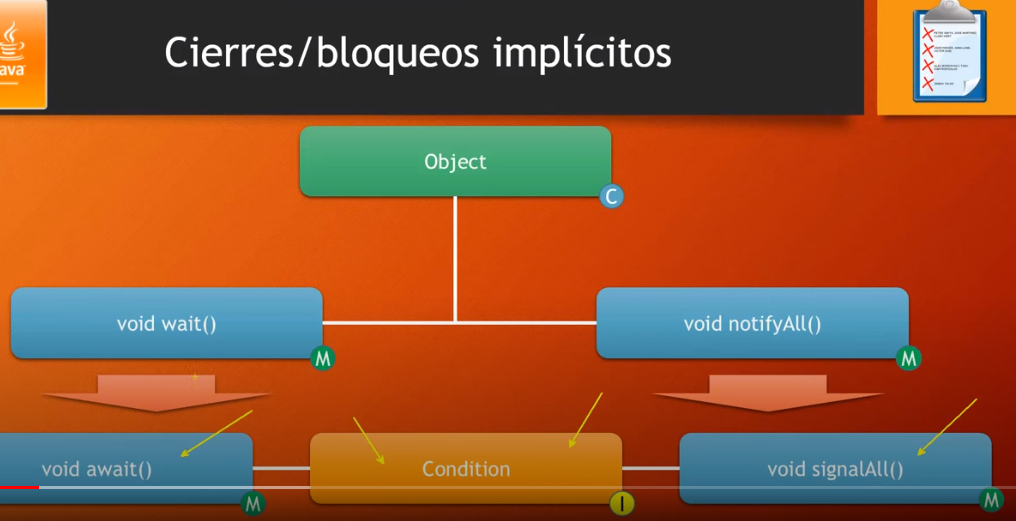 Java
Cierres/bloqueos implícitos
Object
C
void wait()
M
void notifyAll()
M
void await()
M
Condition
I
void signalAll()
M